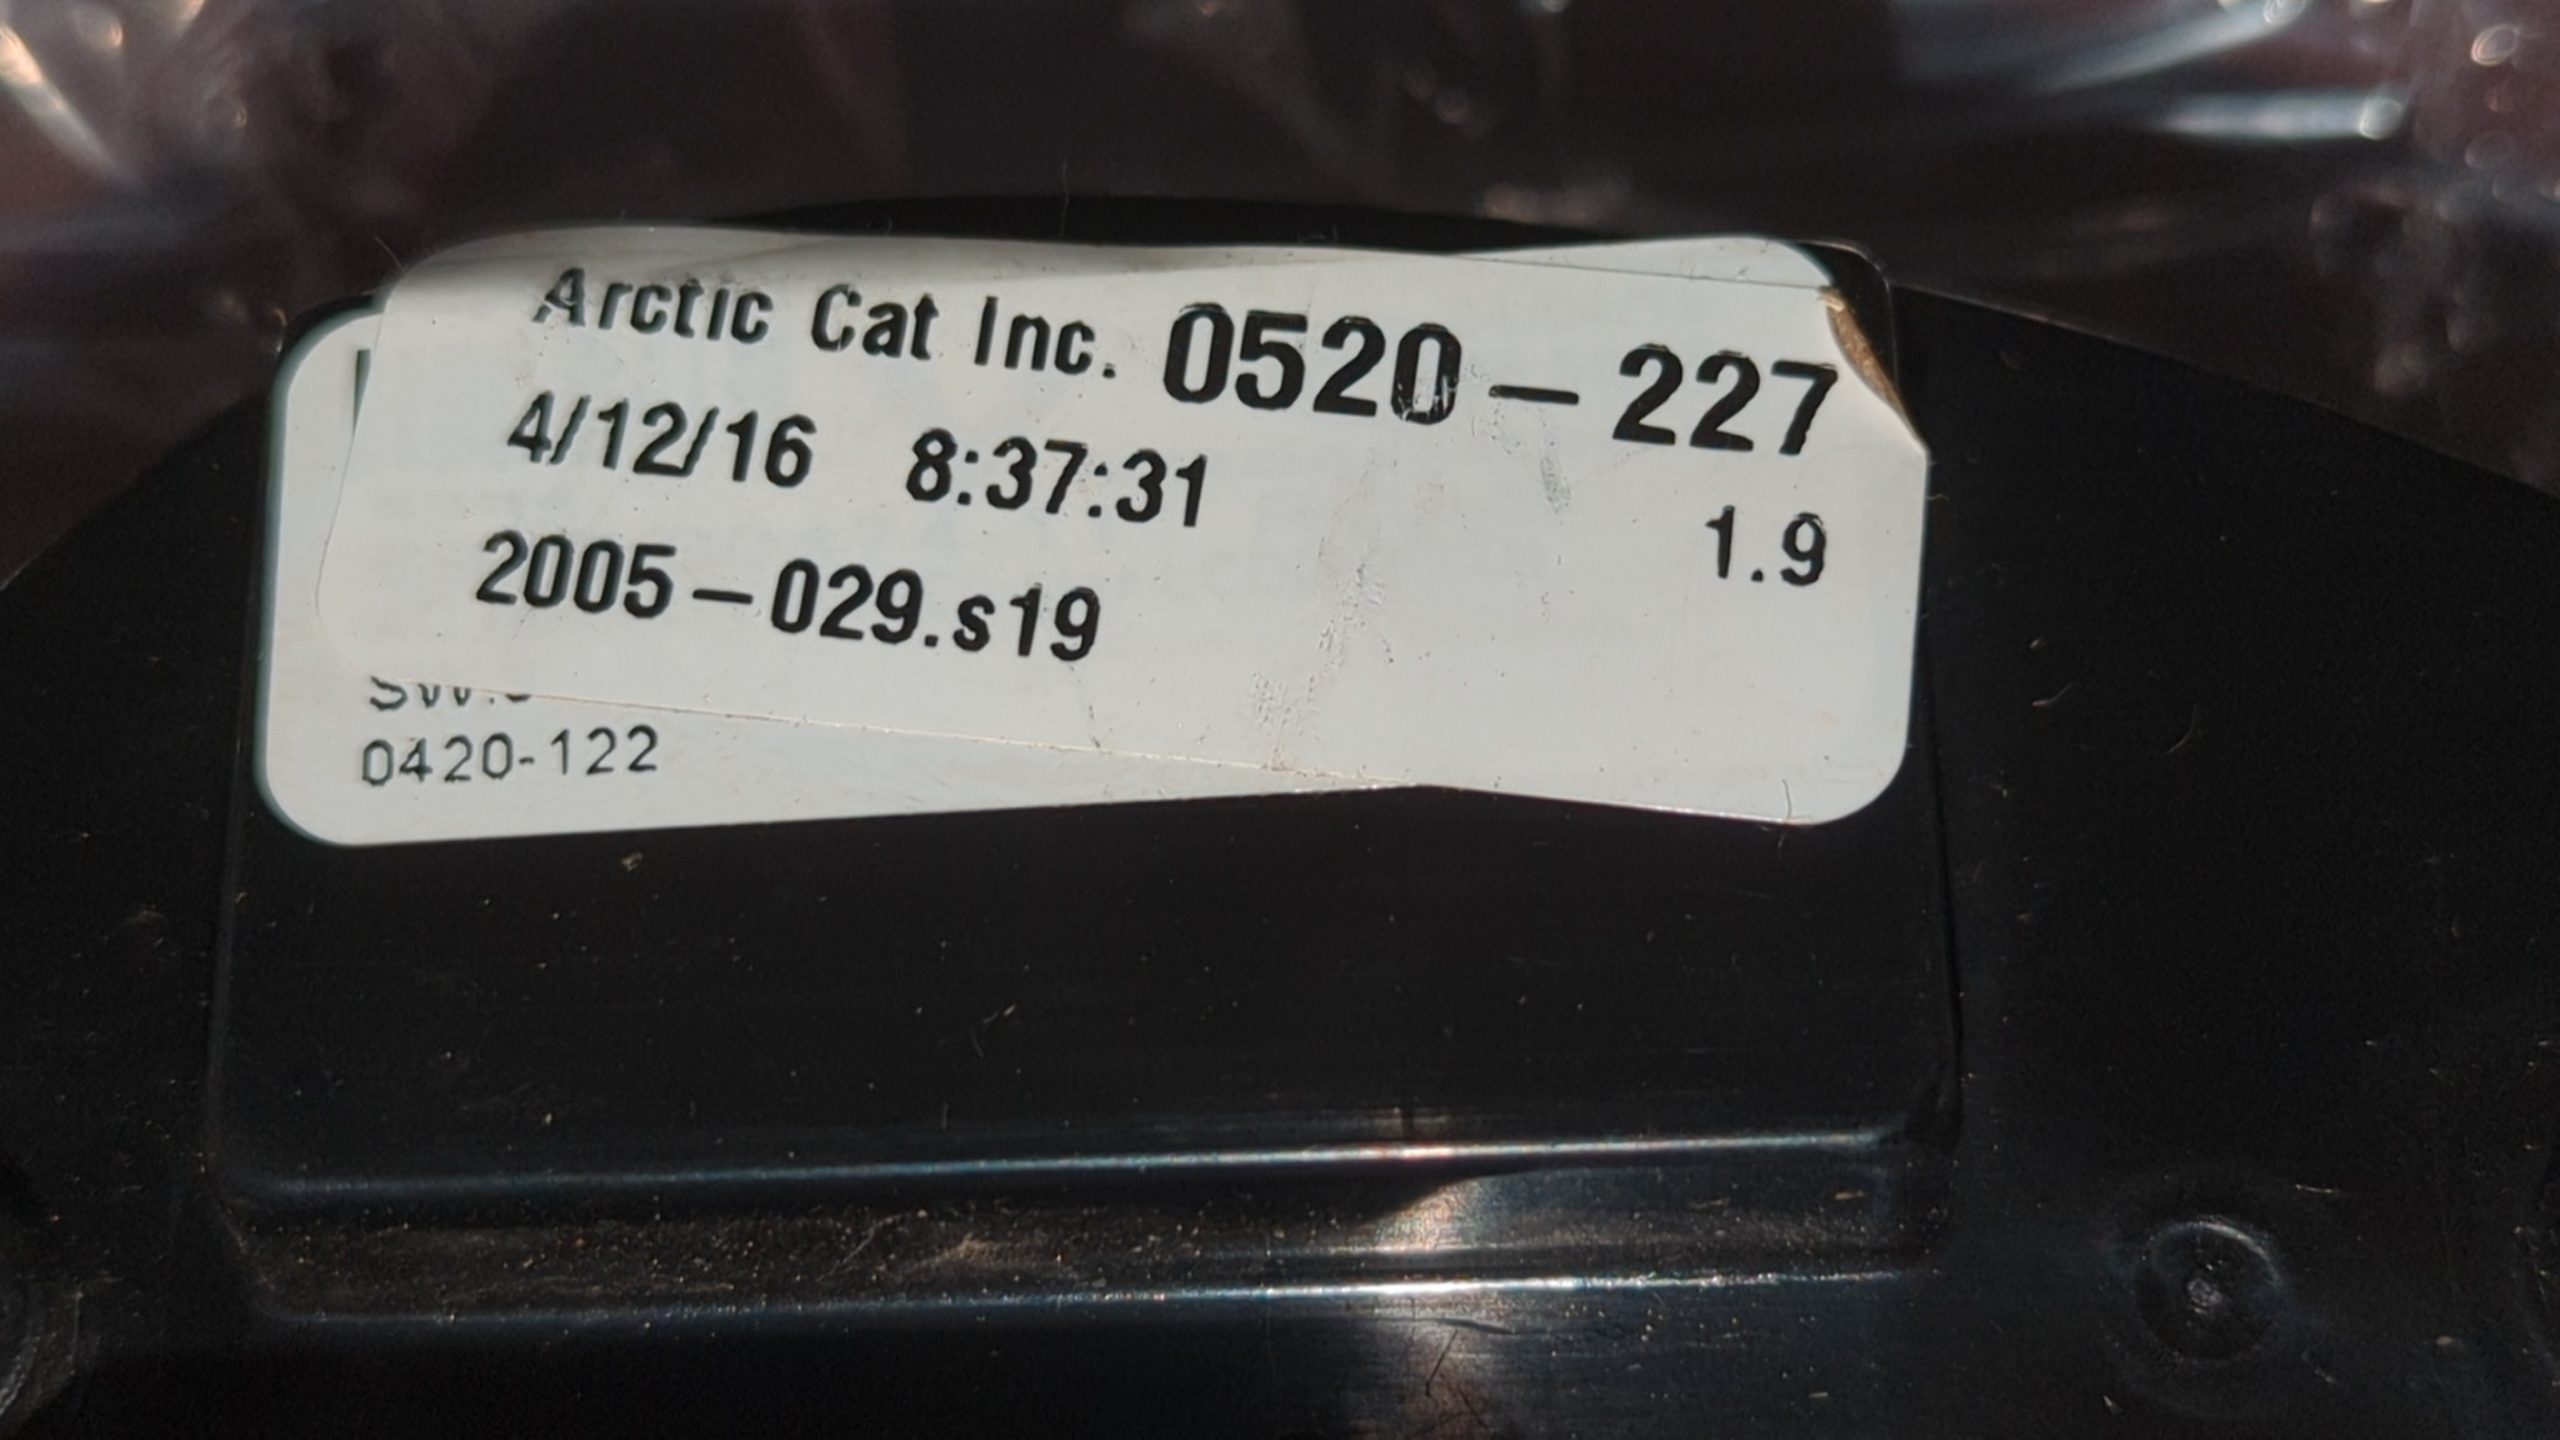 Arctic Cat Inc. 0520-227
4/12/16 8:37:31
1.9
2005-029.s19
0420-122